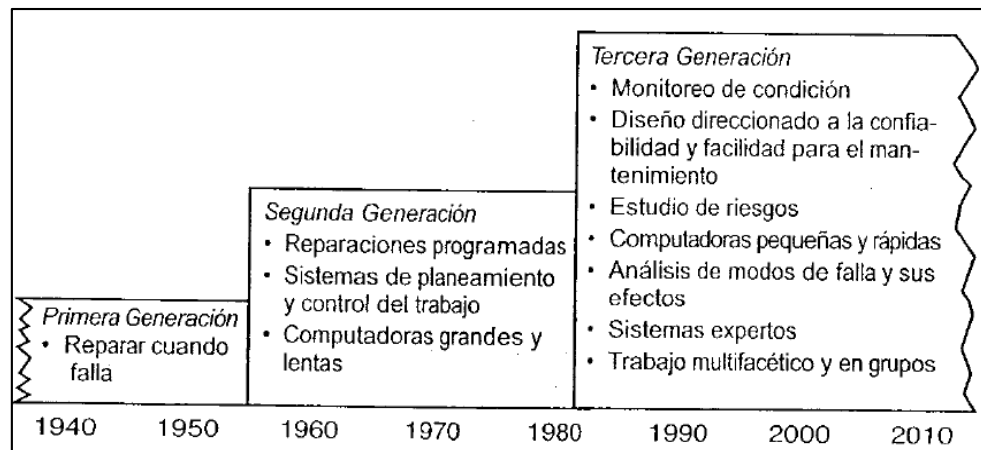 Primera Generación
• Reparar cuando
falla
Segunda Generación
• Reparaciones programadas
• Sistemas de planeamiento
y control del trabajo
• Computadoras grandes y
lentas
Tercera Generación
• Monitoreo de condición
• Diseño direccionado a la confia-
bilidad y facilidad para el man-
tenimiento
• Estudio de riesgos
• Computadoras pequeñas y rápidas
• Análisis de modos de falla y sus
efectos
• Sistemas expertos
• Trabajo multifacético y en grupos
1940 1950 1960 1970 1980 1990 2000 2010